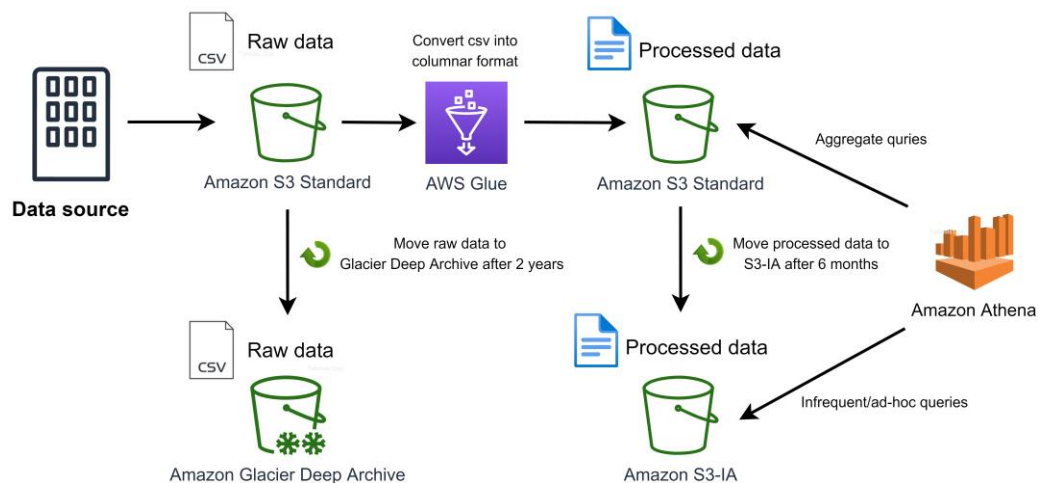 CSV
Raw data
Convert csv into
columnar format
Processed data
Data source
Amazon S3 Standard
AWS Glue
Amazon S3 Standard
Aggregate quries
Move raw data to
Glacier Deep Archive after 2 years
Move processed data to
S3-IA after 6 months
Amazon Athena
CSV
Raw data
Processed data
Infrequent/ad-hoc queries
Amazon Glacier Deep Archive
Amazon S3-IA